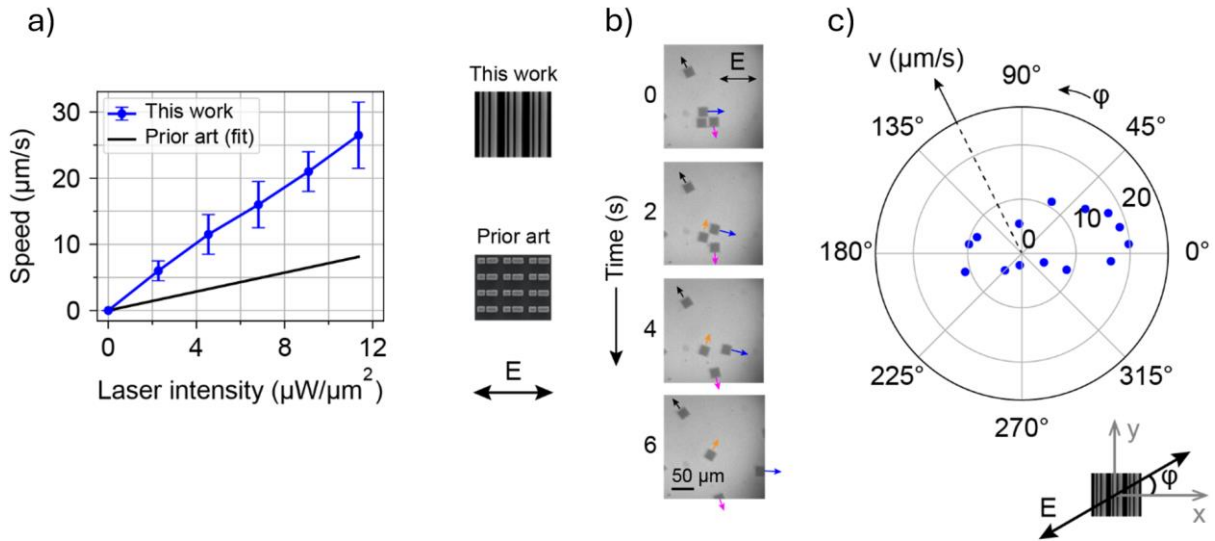 a)
This work
Prior art (fit)
Speed (µm/s)
30
20
10
0
0
4
8
12
Laser intensity (µW/µm²)
This work
Prior art
E
b)
E
Time (s)
0
2
4
6
50 µm
c)
v (µm/s)
90°
φ
135°
45°
20
10
0
180°
0°
225°
315°
270°
y
φ
E
x